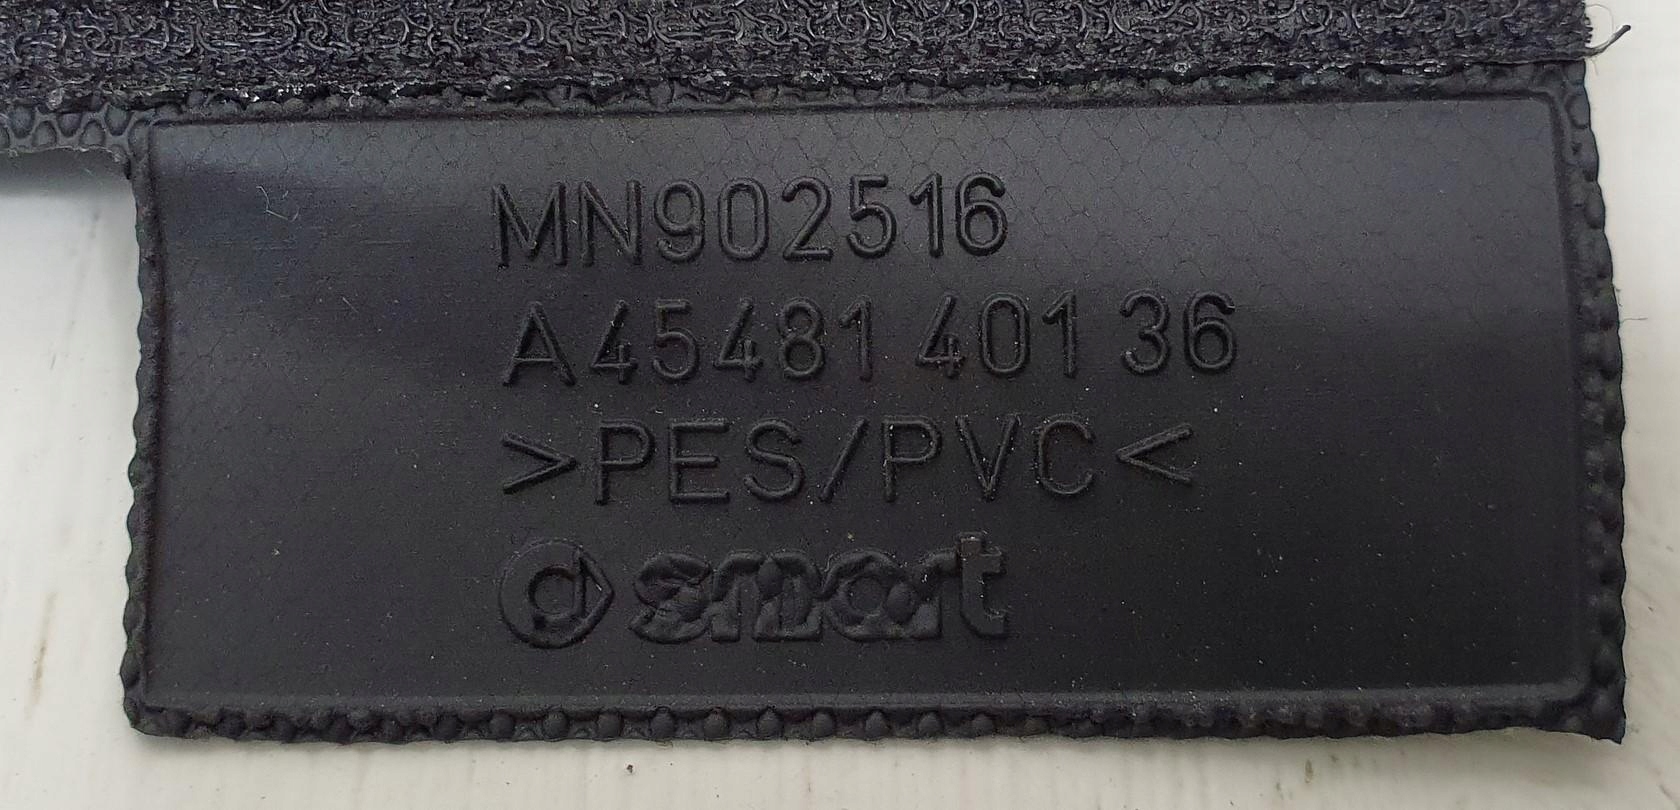 MN902516
A 45481 401 36
>PES/PVC<
smart